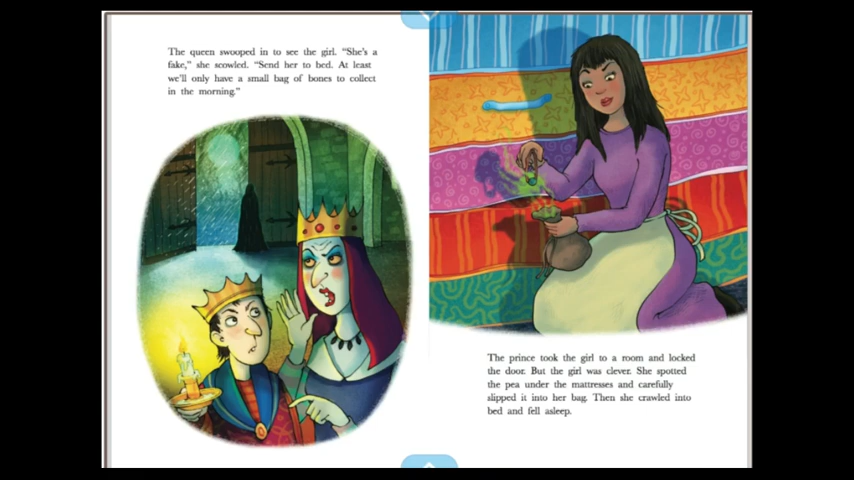 The queen swooped in to see the girl. “She’s a
fake,” she scowled. “Send her to bed. At least
we’ll only have a small bag of bones to collect
in the morning.”
The prince took the girl to a room and locked
the door. But the girl was clever. She spotted
the pea under the mattresses and carefully
slipped it into her bag. Then she crawled into
bed and fell asleep.